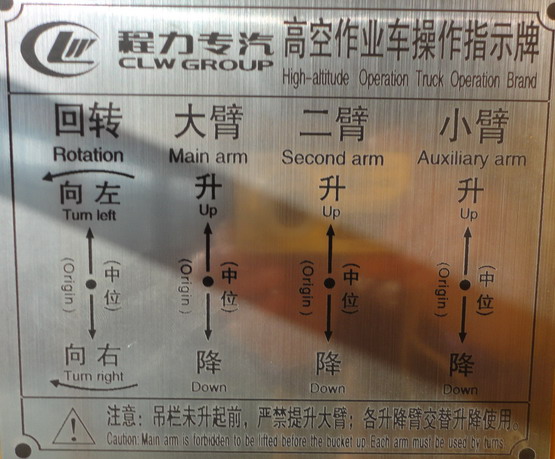 CLW 程力专汽
CLW GROUP
高空作业车操作指示牌
High-altitude Operation Truck Operation Brand
回转 大臂 二臂 小臂
Rotation Main arm Second arm Auxiliary arm
向左 升 升 升
Turn left Up Up Up
(中位) (中位) (中位) (中位)
(Origin) (Origin) (Origin) (Origin)
向右 降 降 降
Turn right Down Down Down
注意：吊栏未升起前，严禁提升大臂；各升降臂交替升降使用。
Caution: Main arm is forbidden to be lifted before the bucket up. Each arm must be used by turns